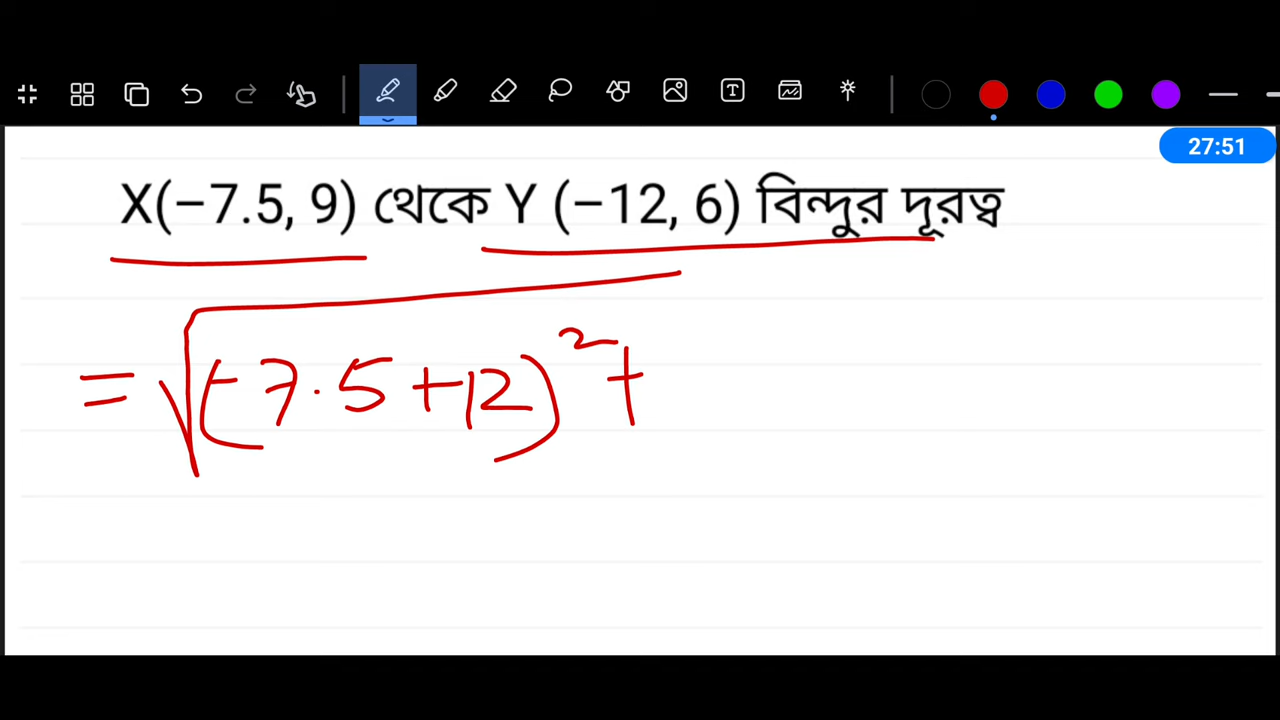 27:51
X(−7.5, 9) থেকে Y (−12, 6) বিন্দুর দূরত্ব
= √(-7.5+12)² +